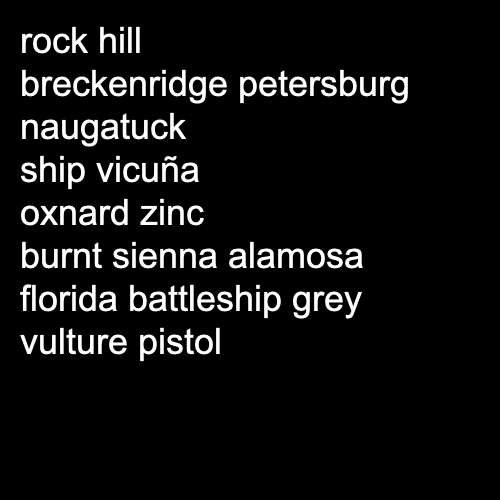 rock hill
breckenridge petersburg
naugatuck
ship vicuña
oxnard zinc
burnt sienna alamosa
florida battleship grey
vulture pistol